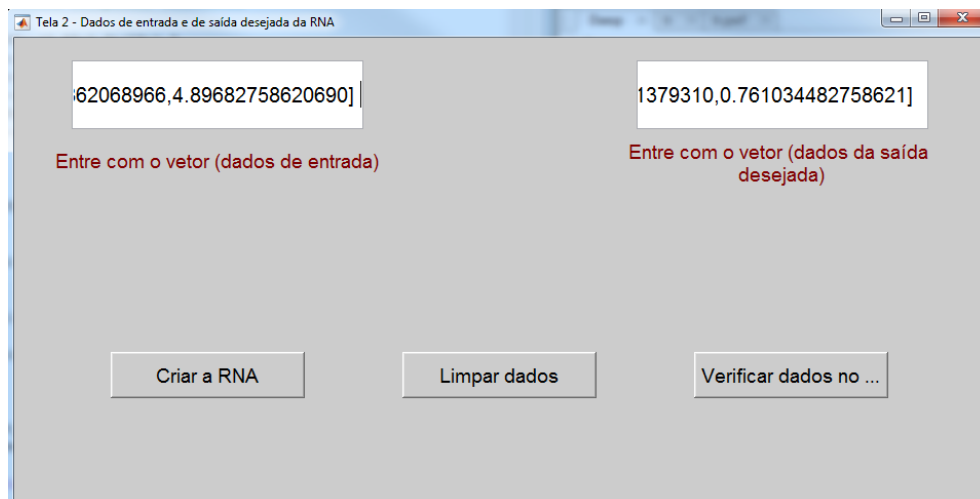 Tela 2 - Dados de entrada e de saída desejada da RNA
62068966,4.89682758620690]
1379310,0.761034482758621]
Entre com o vetor (dados de entrada)
Entre com o vetor (dados da saída
desejada)
Criar a RNA
Limpar dados
Verificar dados no ...